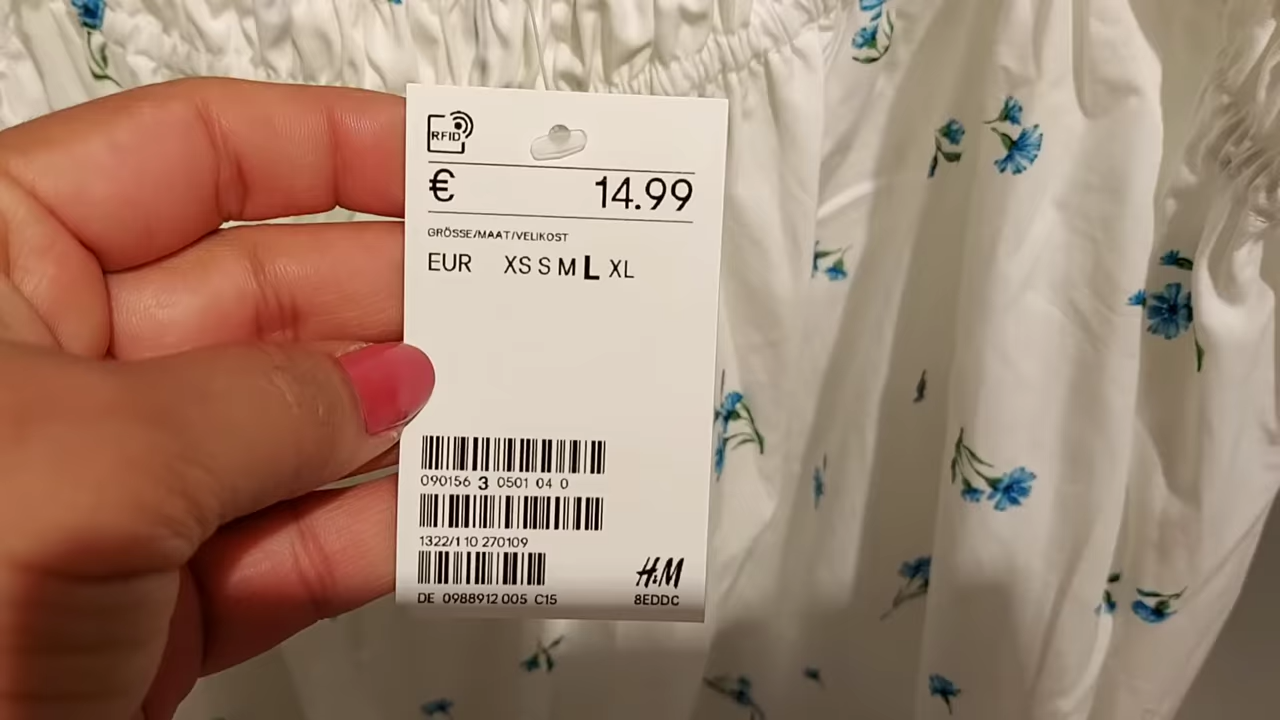 RFID
€ 14.99
GRÖSSE/MAAT/VELIKOST
EUR XS S M L XL
090156 3 0501 04 0
1322/1 10 270109
DE 0988912 005 C15
H&M
8EDDC